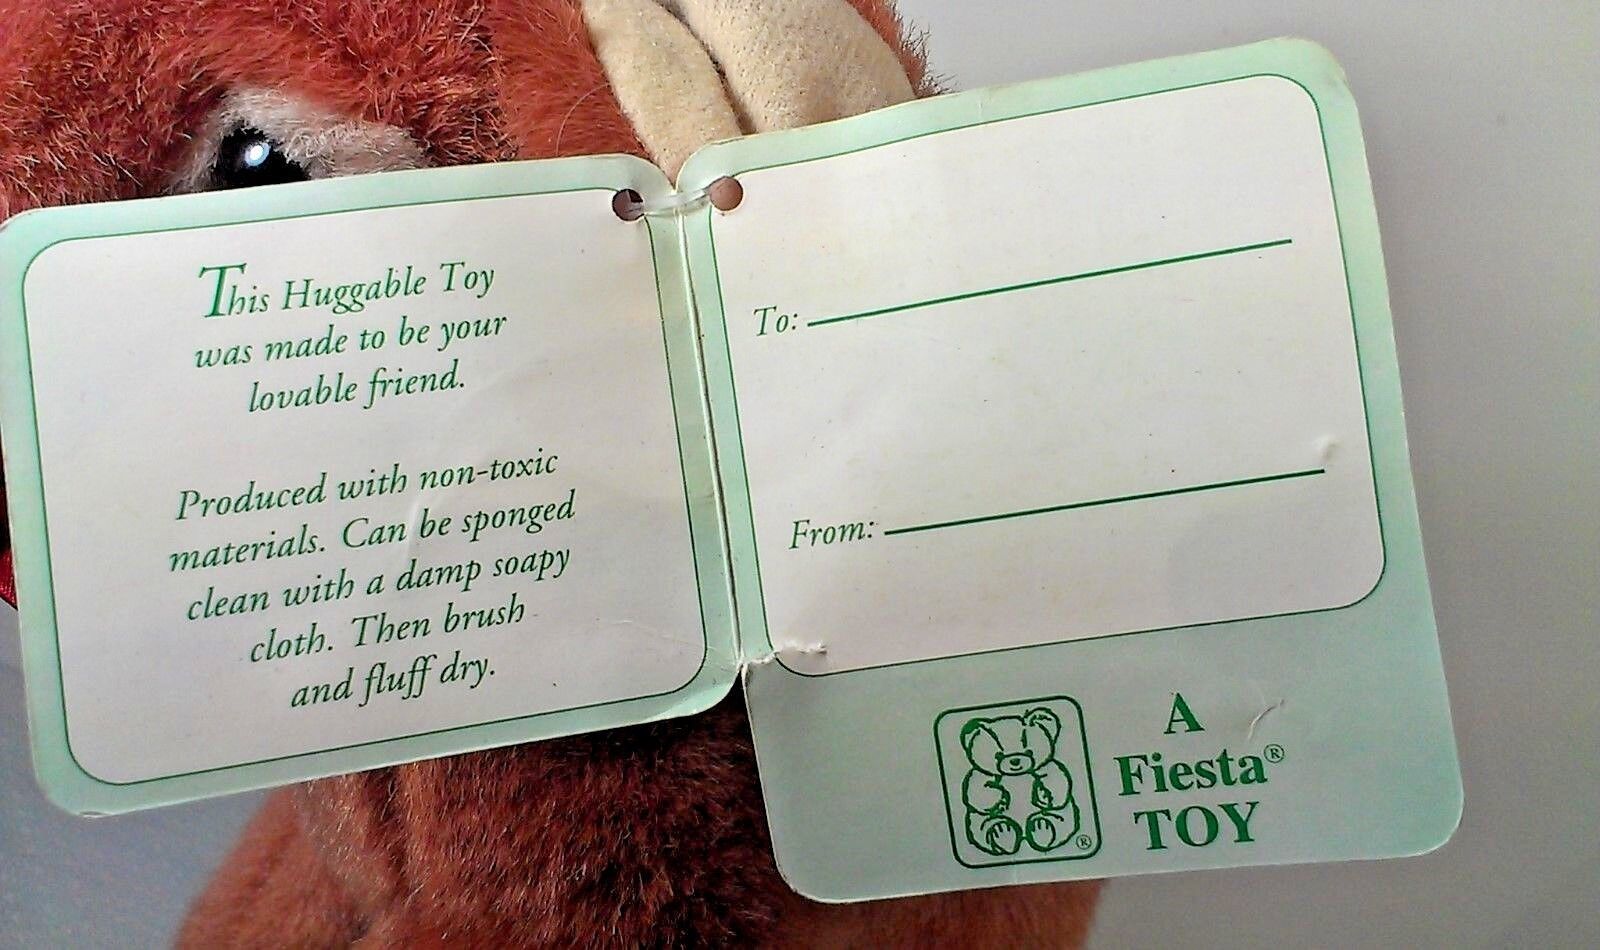 This Huggable Toy
was made to be your
lovable friend.
Produced with non-toxic
materials. Can be sponged
clean with a damp soapy
cloth. Then brush
and fluff dry.
To:
From:
A
Fiesta®
TOY
®